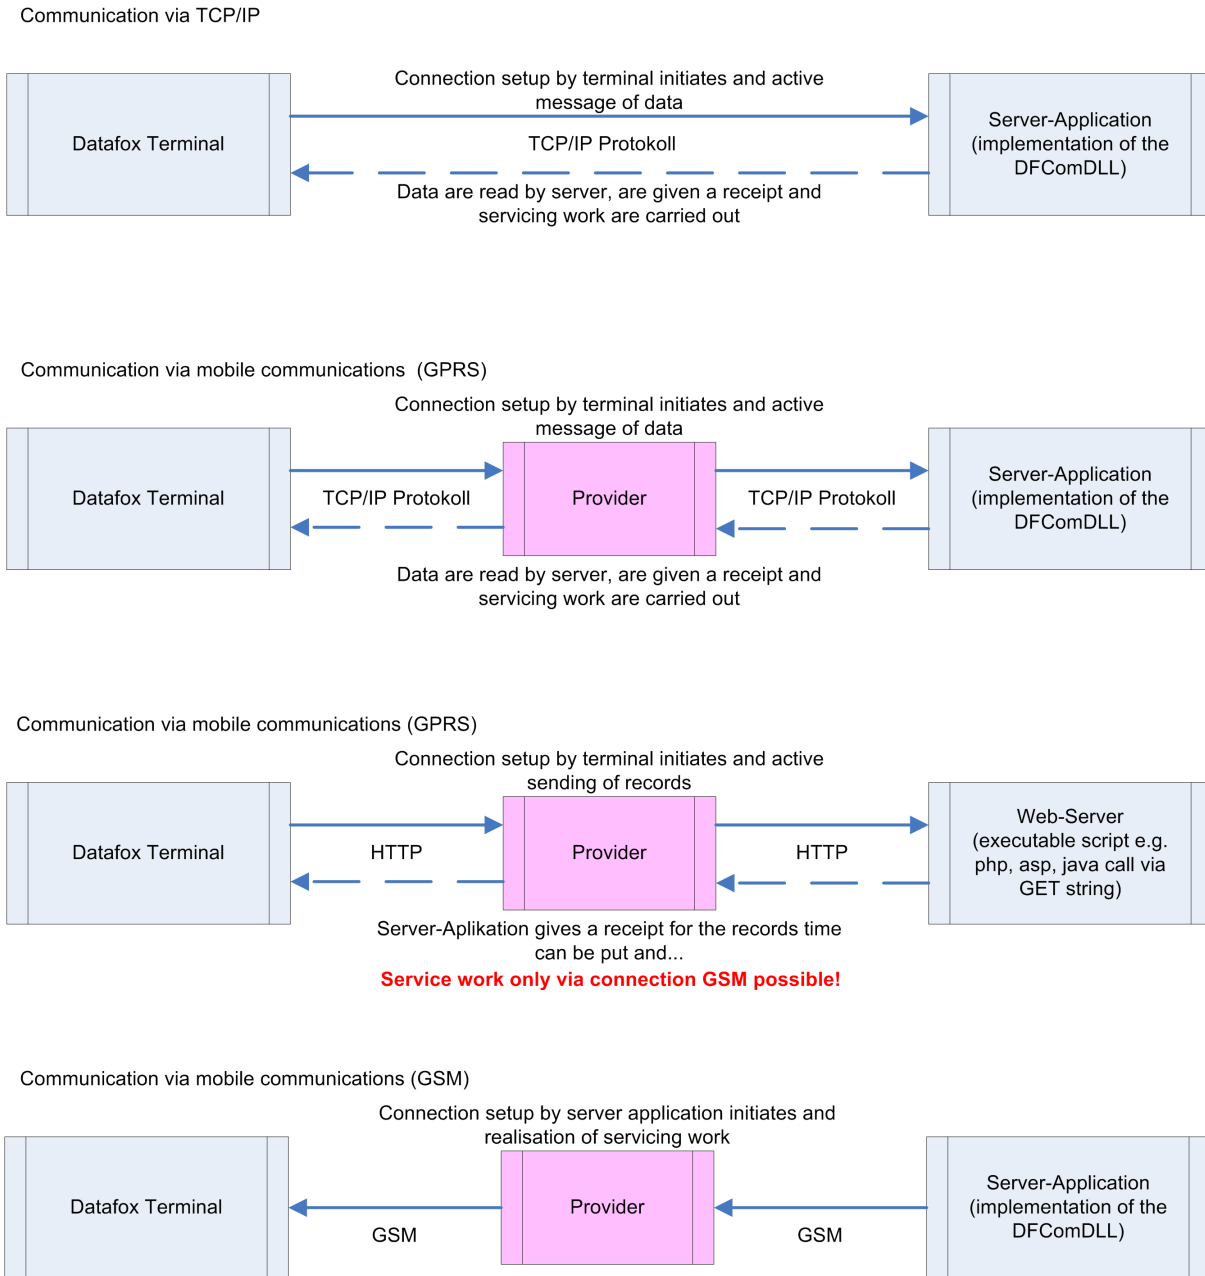 Communication via TCP/IP
Connection setup by terminal initiates and active
message of data
Datafox Terminal
TCP/IP Protokoll
Server-Application
(implementation of the
DFComDLL)
Data are read by server, are given a receipt and
servicing work are carried out
Communication via mobile communications (GPRS)
Connection setup by terminal initiates and active
message of data
Datafox Terminal
TCP/IP Protokoll
Provider
TCP/IP Protokoll
Server-Application
(implementation of the
DFComDLL)
Data are read by server, are given a receipt and
servicing work are carried out
Communication via mobile communications (GPRS)
Connection setup by terminal initiates and active
sending of records
Datafox Terminal
HTTP
Provider
HTTP
Web-Server
(executable script e.g.
php, asp, java call via
GET string)
Server-Aplikation gives a receipt for the records time
can be put and...
Service work only via connection GSM possible!
Communication via mobile communications (GSM)
Connection setup by server application initiates and
realisation of servicing work
Datafox Terminal
GSM
Provider
GSM
Server-Application
(implementation of the
DFComDLL)